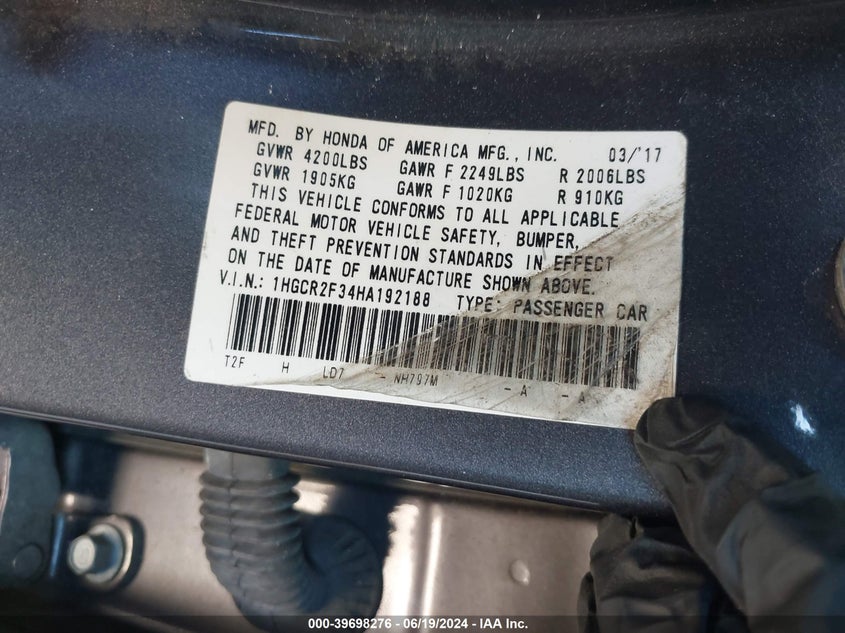 MFD. BY HONDA OF AMERICA MFG., INC. 03/'17
GVWR 4200LBS GAWR F 2249LBS R 2006LBS
GVWR 1905KG GAWR F 1020KG R 910KG
THIS VEHICLE CONFORMS TO ALL APPLICABLE
FEDERAL MOTOR VEHICLE SAFETY, BUMPER,
AND THEFT PREVENTION STANDARDS IN EFFECT
ON THE DATE OF MANUFACTURE SHOWN ABOVE.
V.I.N.: 1HGCR2F34HA192188 TYPE: PASSENGER CAR
T2F H LD7 - NH797M - A - A
000-39698276 - 06/19/2024 - IAA Inc.